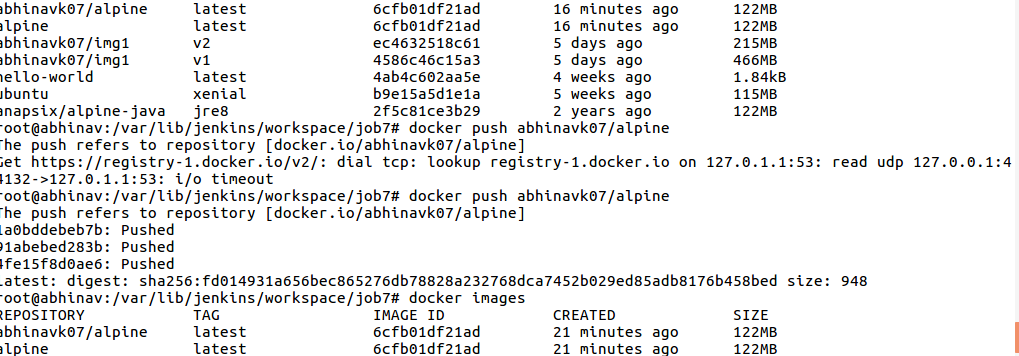 abhinavk07/alpine latest 6cfb01df21ad 16 minutes ago 122MB
alpine latest 6cfb01df21ad 16 minutes ago 122MB
abhinavk07/img1 v2 ec4632518c61 5 days ago 215MB
abhinavk07/img1 v1 4586c46c15a3 5 days ago 466MB
hello-world latest 4ab4c602aa5e 4 weeks ago 1.84kB
ubuntu xenial b9e15a5d1e1a 5 weeks ago 115MB
anapsix/alpine-java jre8 2f5c81ce3b29 2 years ago 122MB
root@abhinav:/var/lib/jenkins/workspace/job7# docker push abhinavk07/alpine
The push refers to repository [docker.io/abhinavk07/alpine]
Get https://registry-1.docker.io/v2/: dial tcp: lookup registry-1.docker.io on 127.0.1.1:53: read udp 127.0.0.1:4
4132->127.0.1.1:53: i/o timeout
root@abhinav:/var/lib/jenkins/workspace/job7# docker push abhinavk07/alpine
The push refers to repository [docker.io/abhinavk07/alpine]
1a0bddebeb7b: Pushed
91abebed283b: Pushed
4fe15f8d0ae6: Pushed
latest: digest: sha256:fd014931a656bec865276db78828a232768dca7452b029ed85adb8176b458bed size: 948
root@abhinav:/var/lib/jenkins/workspace/job7# docker images
REPOSITORY TAG IMAGE ID CREATED SIZE
abhinavk07/alpine latest 6cfb01df21ad 21 minutes ago 122MB
alpine latest 6cfb01df21ad 21 minutes ago 122MB